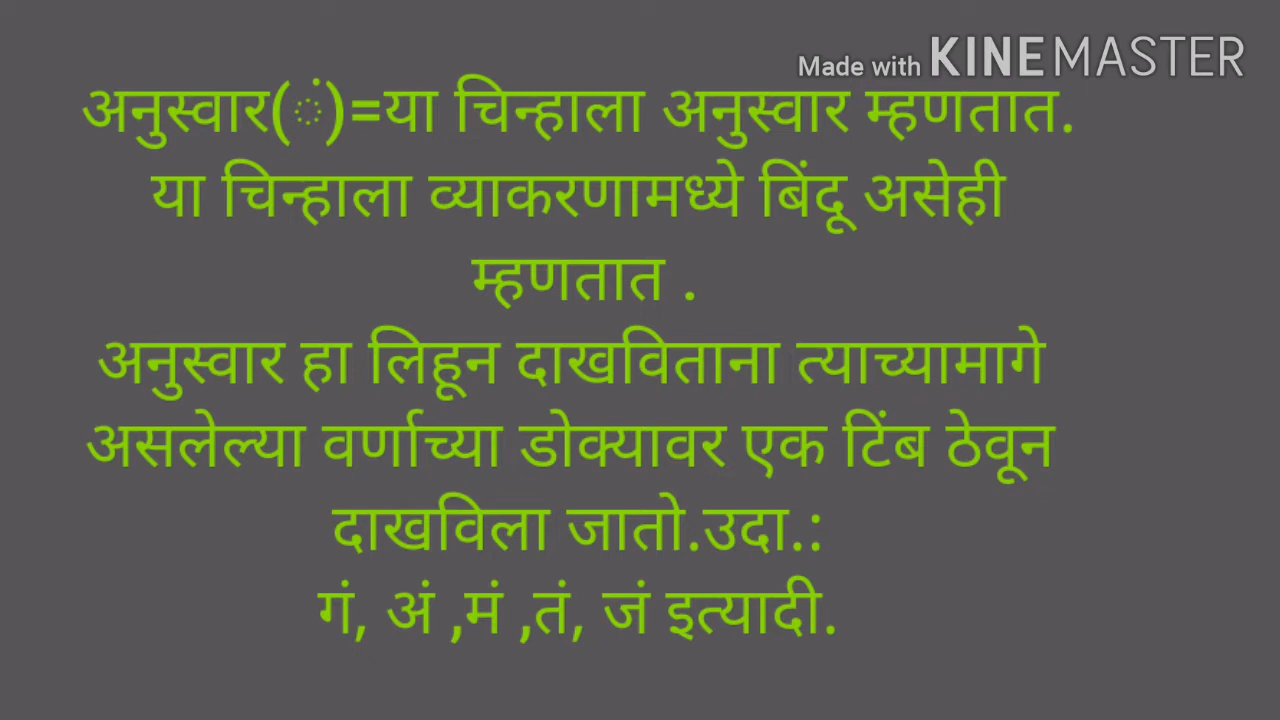 Made with KINEMASTER
अनुस्वार(ं)=या चिन्हाला अनुस्वार म्हणतात.
या चिन्हाला व्याकरणामध्ये बिंदू असेही
म्हणतात .
अनुस्वार हा लिहून दाखविताना त्याच्यामागे
असलेल्या वर्णाच्या डोक्यावर एक टिंब ठेवून
दाखविला जातो.उदा.:
गं, अं ,मं ,तं, जं इत्यादी.